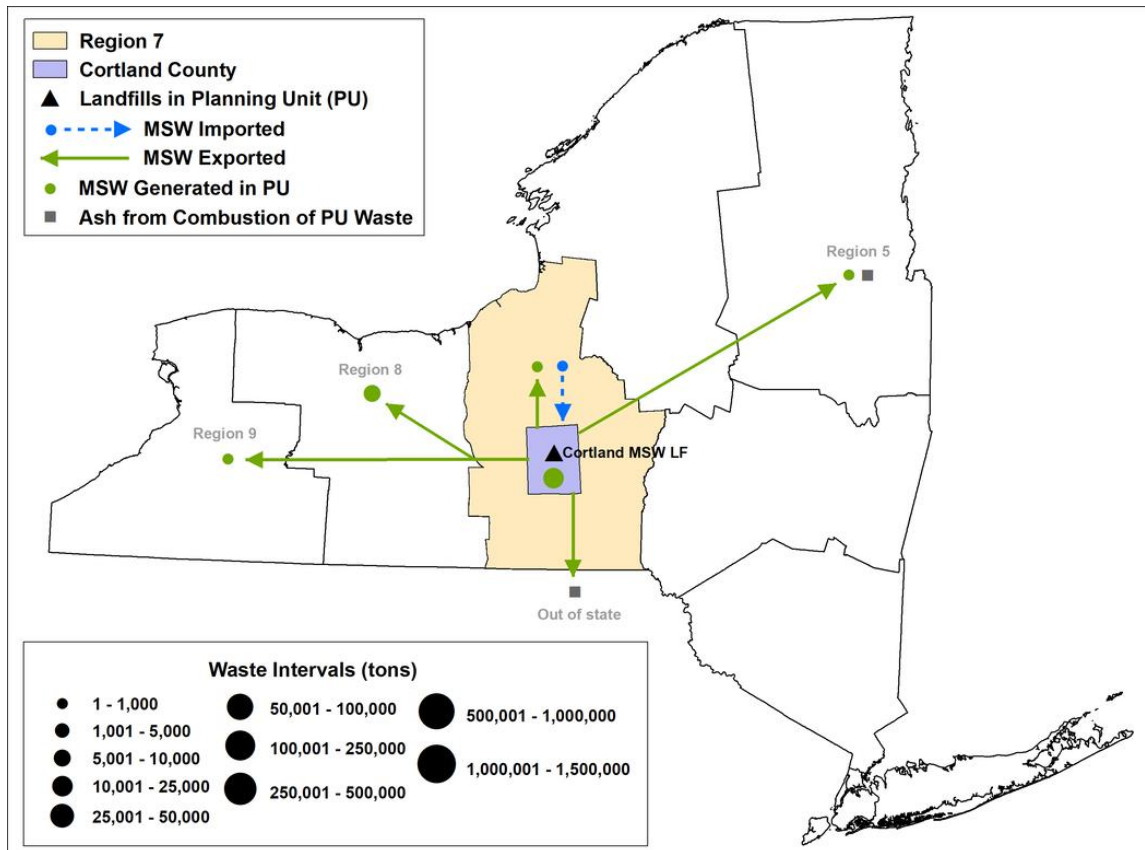 Region 7
Cortland County
Landfills in Planning Unit (PU)
MSW Imported
MSW Exported
MSW Generated in PU
Ash from Combustion of PU Waste
Region 5
Region 8
Region 9
Cortland MSW LF
Out of state
Waste Intervals (tons)
1 - 1,000
1,001 - 5,000
5,001 - 10,000
10,001 - 25,000
25,001 - 50,000
50,001 - 100,000
100,001 - 250,000
250,001 - 500,000
500,001 - 1,000,000
1,000,001 - 1,500,000